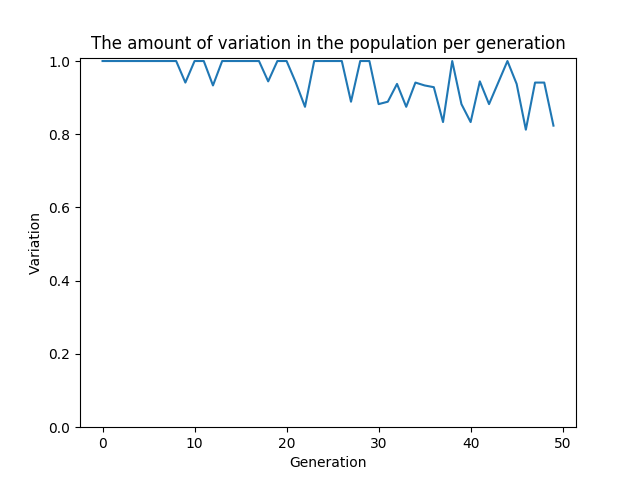 The amount of variation in the population per generation
1.0
0.8
0.6
0.4
0.2
0.0
Variation
0 10 20 30 40 50
Generation